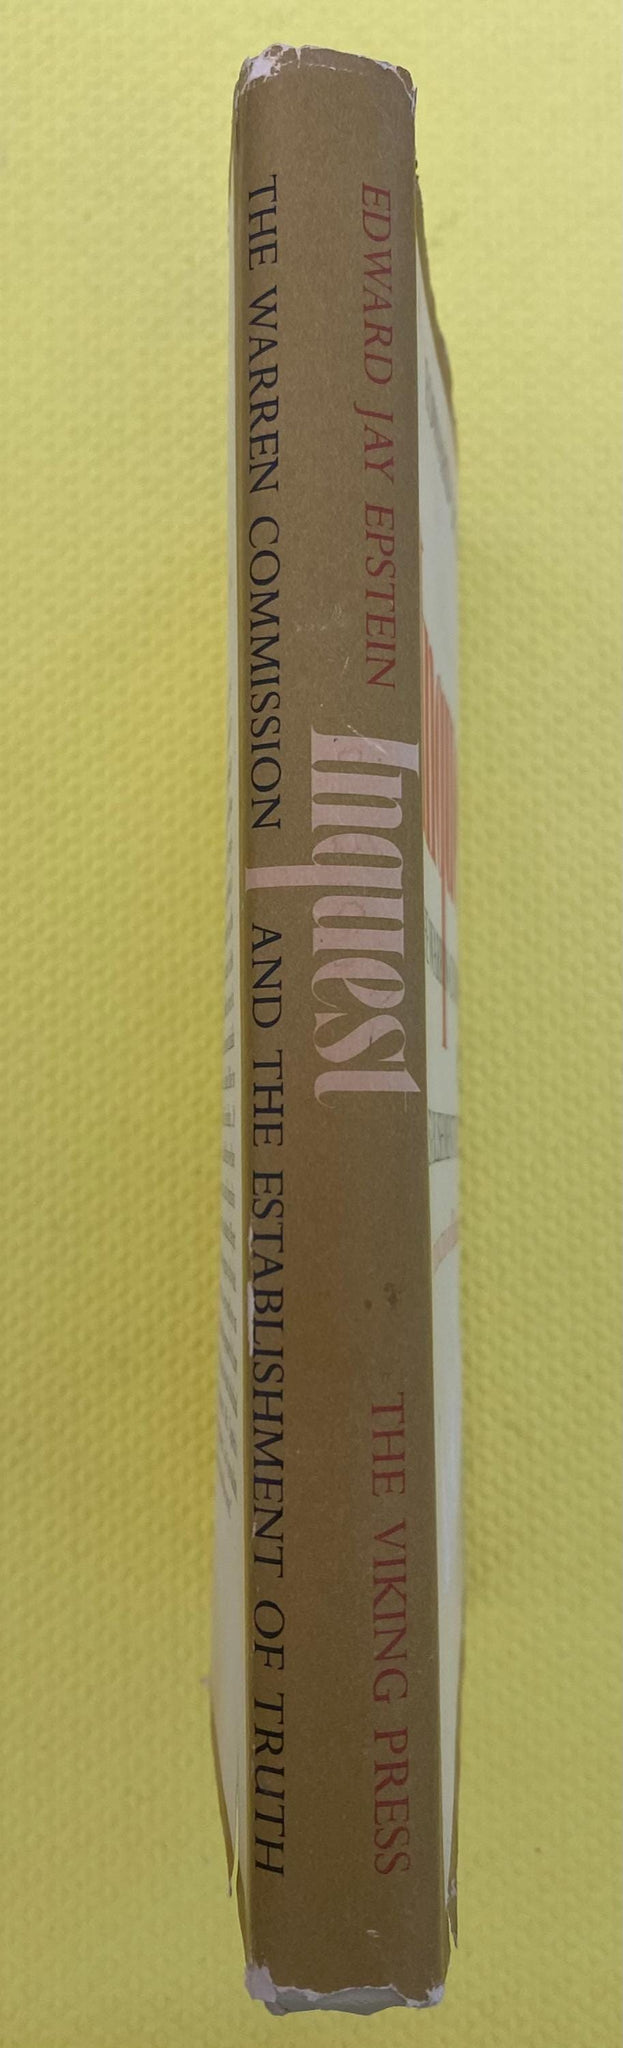 EDWARD JAY EPSTEIN
Inquest
THE VIKING PRESS
THE WARREN COMMISSION AND THE ESTABLISHMENT OF TRUTH